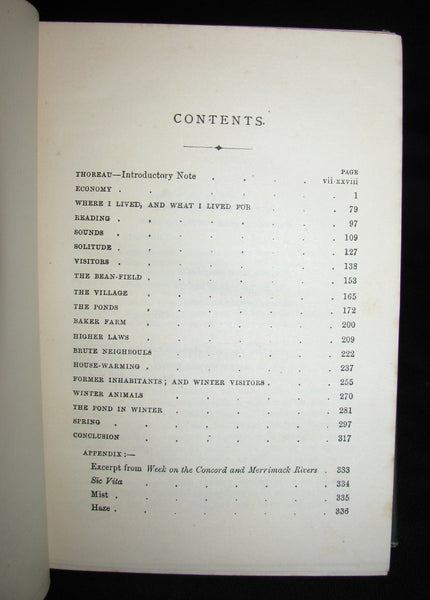 CONTENTS.
PAGE
THOREAU—Introductory Note . . . . vii-xxviii
ECONOMY . . . . . . . . 1
WHERE I LIVED, AND WHAT I LIVED FOR . . . 79
READING . . . . . . . . 97
SOUNDS . . . . . . . . 109
SOLITUDE . . . . . . . . 127
VISITORS . . . . . . . . 138
THE BEAN-FIELD . . . . . . . 153
THE VILLAGE . . . . . . . 165
THE PONDS . . . . . . . 172
BAKER FARM . . . . . . . 200
HIGHER LAWS . . . . . . . 209
BRUTE NEIGHBOURS . . . . . . 222
HOUSE-WARMING . . . . . . . 237
FORMER INHABITANTS; AND WINTER VISITORS . . . 255
WINTER ANIMALS . . . . . . 270
THE POND IN WINTER . . . . . . 281
SPRING . . . . . . . . 297
CONCLUSION . . . . . . . 317
APPENDIX:—
Excerpt from Week on the Concord and Merrimack Rivers . 333
Sic Vita . . . . . . . 334
Mist . . . . . . . . 335
Haze . . . . . . . . 336